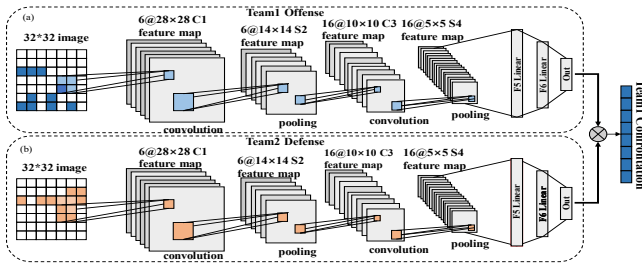 Team1 Offense
(a)
32*32 image
6@28×28 C1
feature map
6@14×14 S2
feature map
16@10×10 C3
feature map
16@5×5 S4
feature map
convolution
pooling
convolution
pooling
F5 Linear
F6 Linear
Out
Team2 Defense
(b)
32*32 image
6@28×28 C1
feature map
6@14×14 S2
feature map
16@10×10 C3
feature map
16@5×5 S4
feature map
convolution
pooling
convolution
pooling
F5 Linear
F6 Linear
Out
Team1 Confrontation